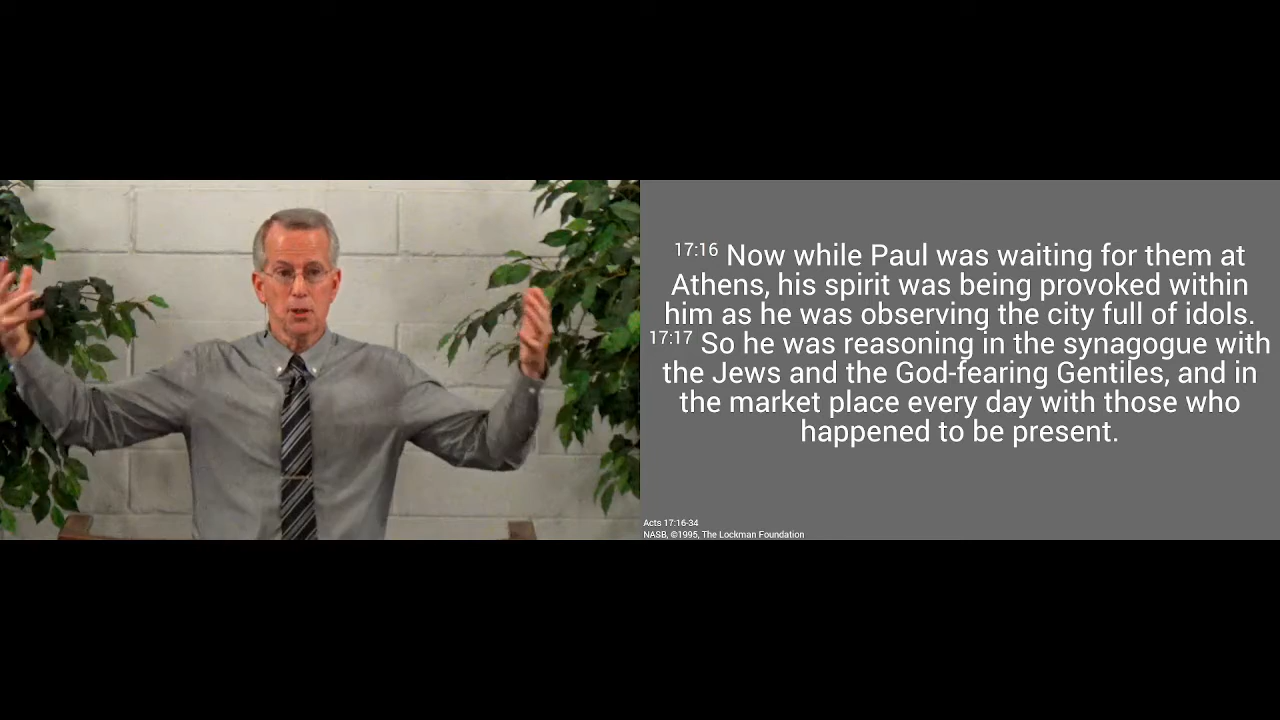 17:16 Now while Paul was waiting for them at
Athens, his spirit was being provoked within
him as he was observing the city full of idols.
17:17 So he was reasoning in the synagogue with
the Jews and the God-fearing Gentiles, and in
the market place every day with those who
happened to be present.
Acts 17:16-34
NASB, ©1995, The Lockman Foundation